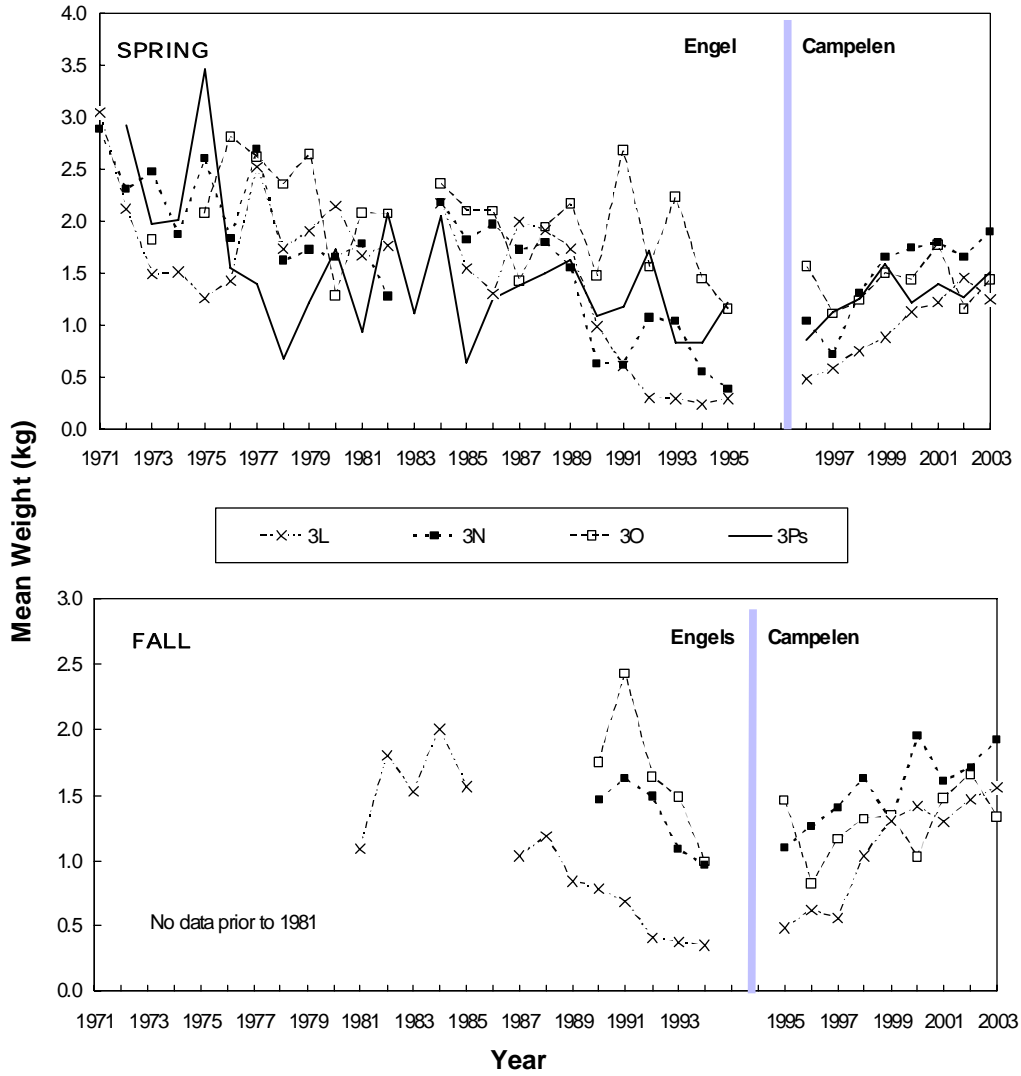 4.0
3.5
3.0
2.5
2.0
1.5
1.0
0.5
0.0
SPRING
Engel
Campelen
1971 1973 1975 1977 1979 1981 1983 1985 1987 1989 1991 1993 1995 1997 1999 2001 2003
Mean Weight (kg)
3L 3N 3O 3Ps
3.0
2.5
2.0
1.5
1.0
0.5
0.0
FALL
Engels
Campelen
No data prior to 1981
1971 1973 1975 1977 1979 1981 1983 1985 1987 1989 1991 1993 1995 1997 1999 2001 2003
Year